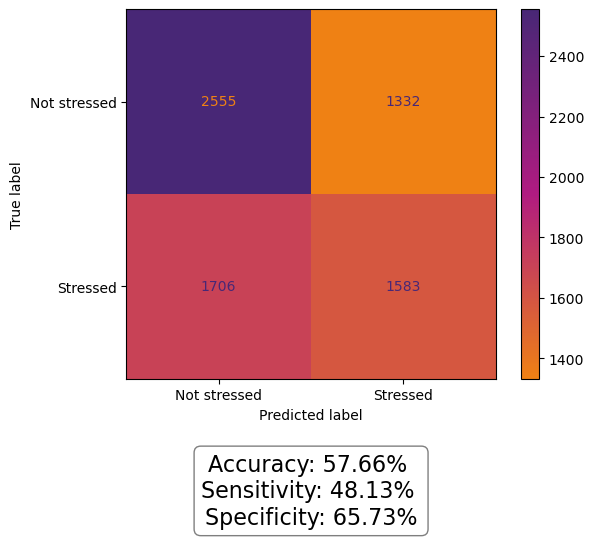 2400
Not stressed
2555
1332
2200
2000
True label
1800
Stressed
1706
1583
1600
1400
Not stressed
Stressed
Predicted label
Accuracy: 57.66%
Sensitivity: 48.13%
Specificity: 65.73%